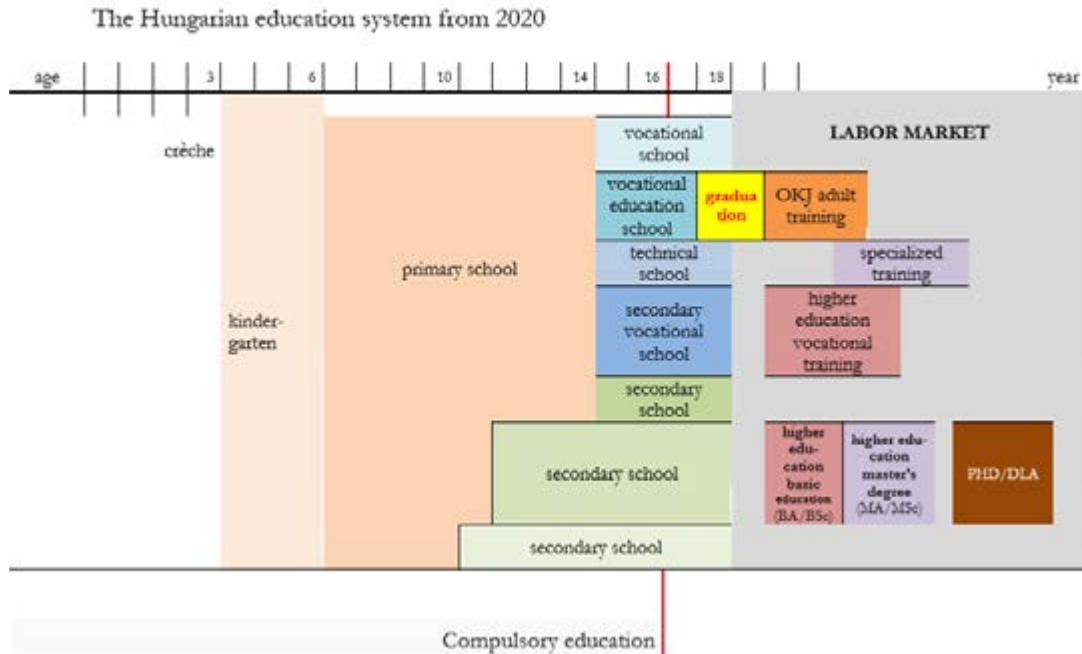 The Hungarian education system from 2020
age 3 6 10 14 16 18 year
crèche
kinder-
garten
primary school
vocational
school
vocational
education
school
gradua
tion
OKJ adult
training
technical
school
specialized
training
secondary
vocational
school
higher
education
vocational
training
secondary
school
secondary school
secondary school
LABOR MARKET
higher
edu-
cation
basic
education
(BA/BSc)
higher edu-
cation
master's
degree
(MA/MSc)
PHD/DLA
Compulsory education